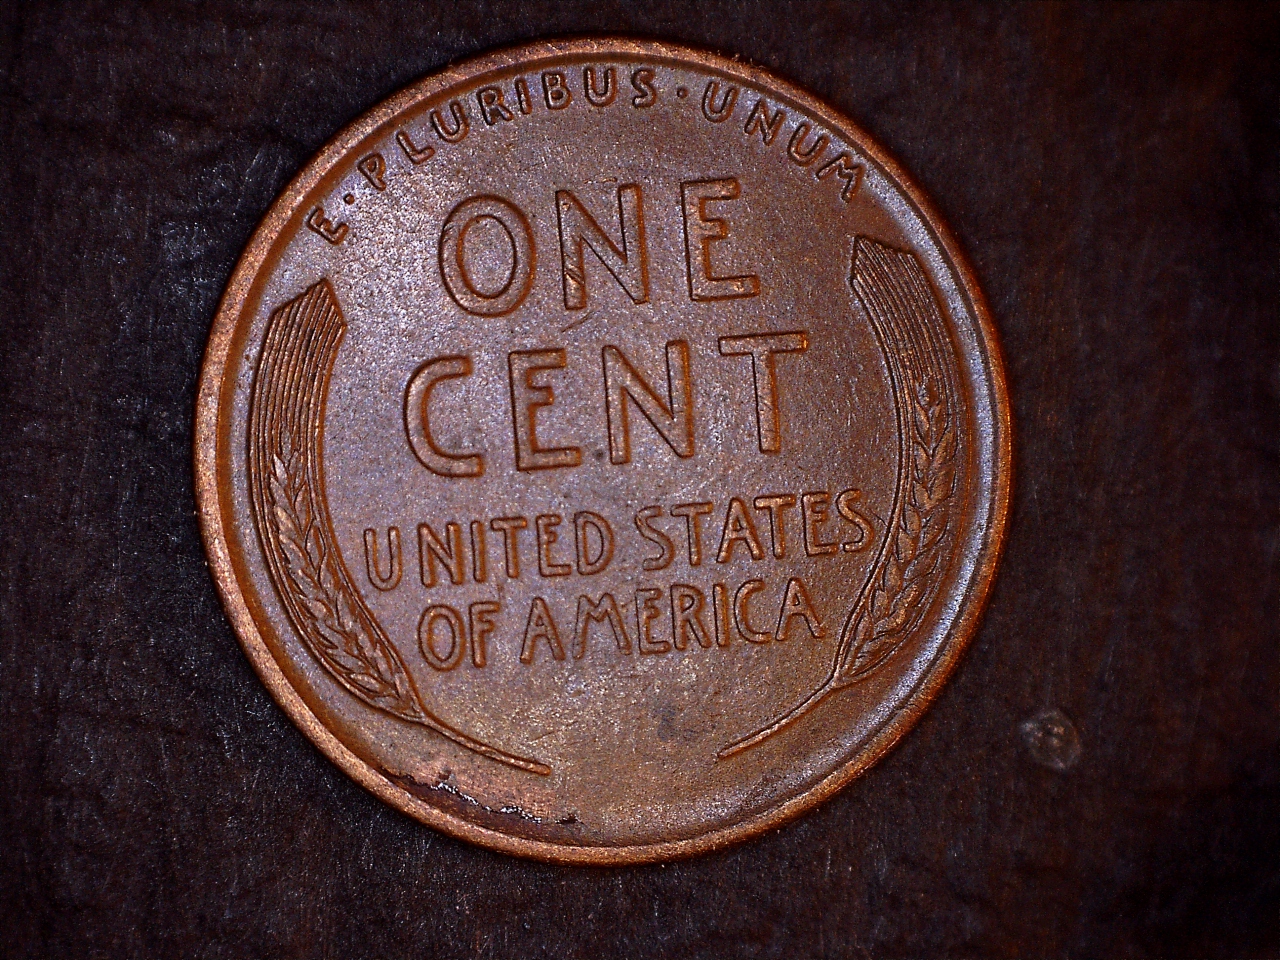 E·PLURIBUS·UNUM
ONE
CENT
UNITED STATES
OF AMERICA